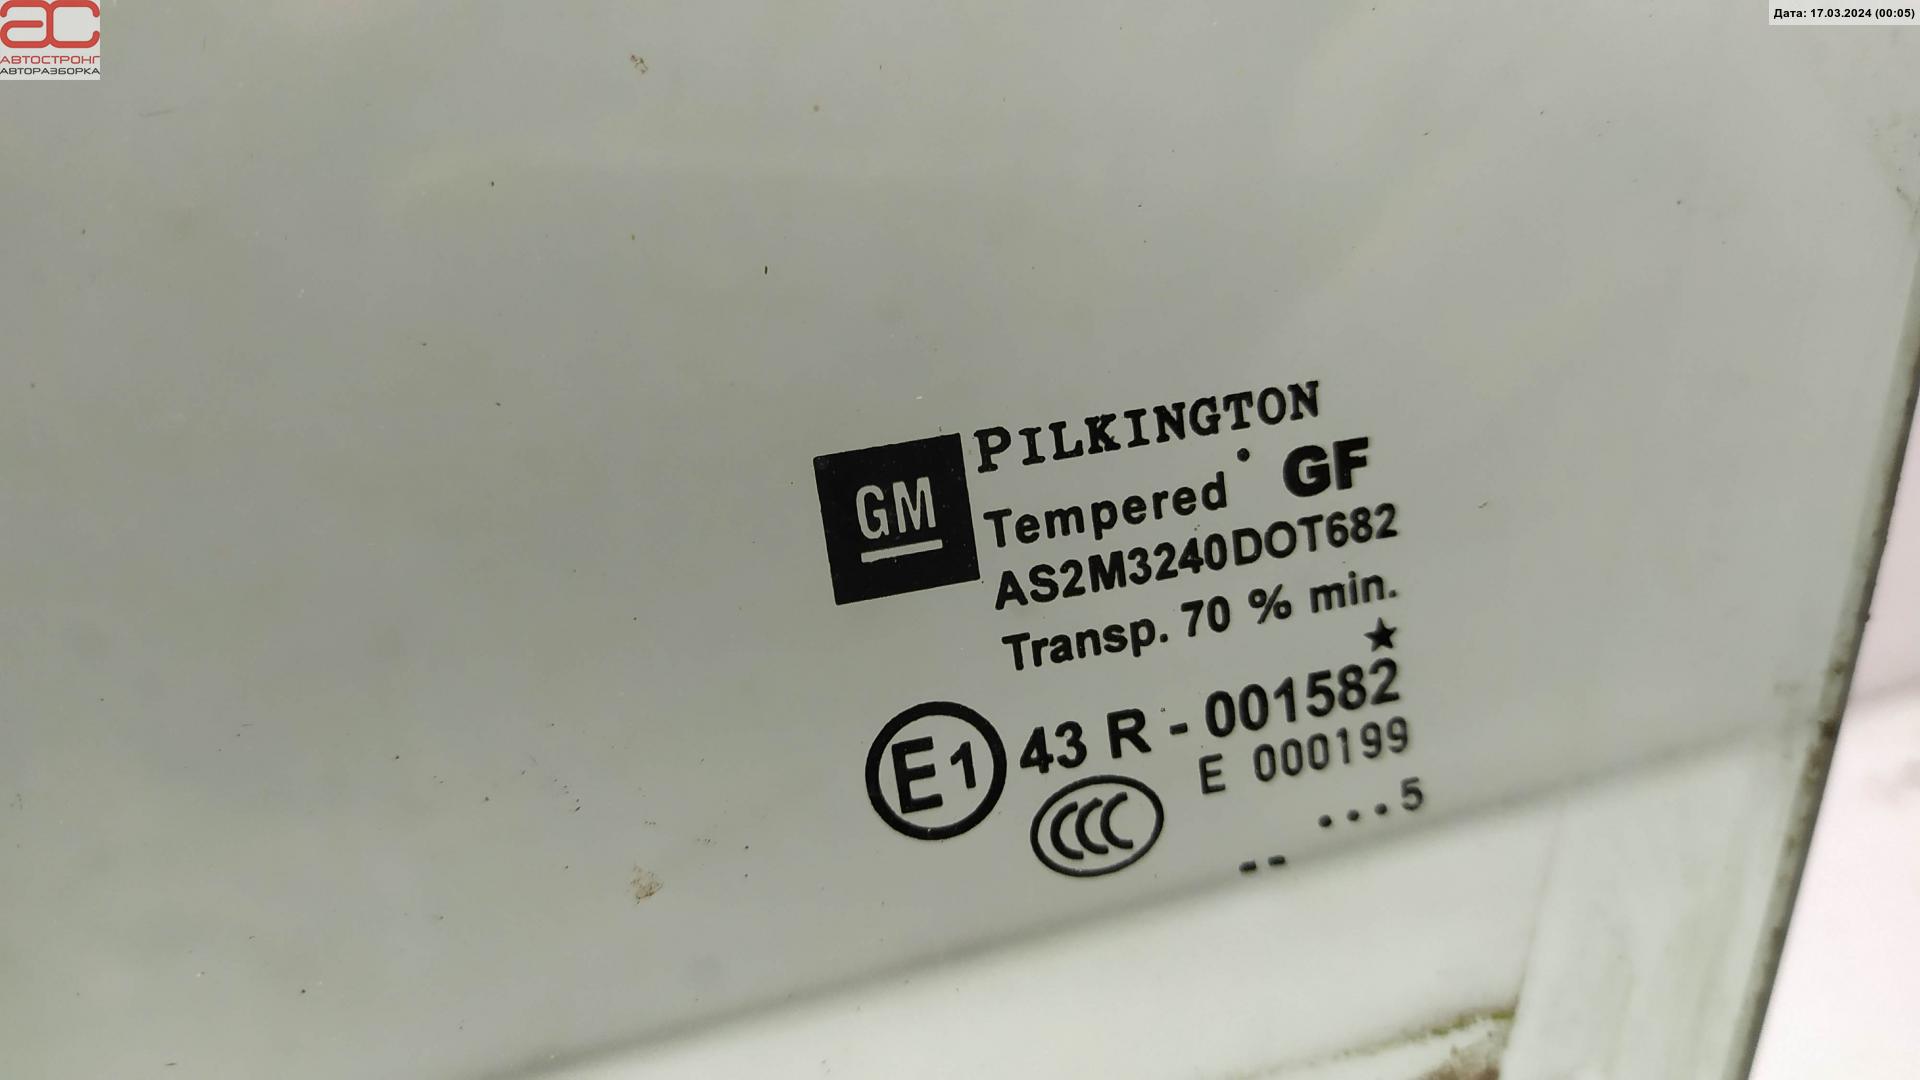 АВТОСТРОНГ
АВТОРАЗБОРКА
Дата: 17.03.2024 (00:05)
PILKINGTON
GM
Tempered • GF
AS2M3240DOT682
Transp. 70 % min.
★
E1 43 R - 001582
E 000199
CCC
...5
--